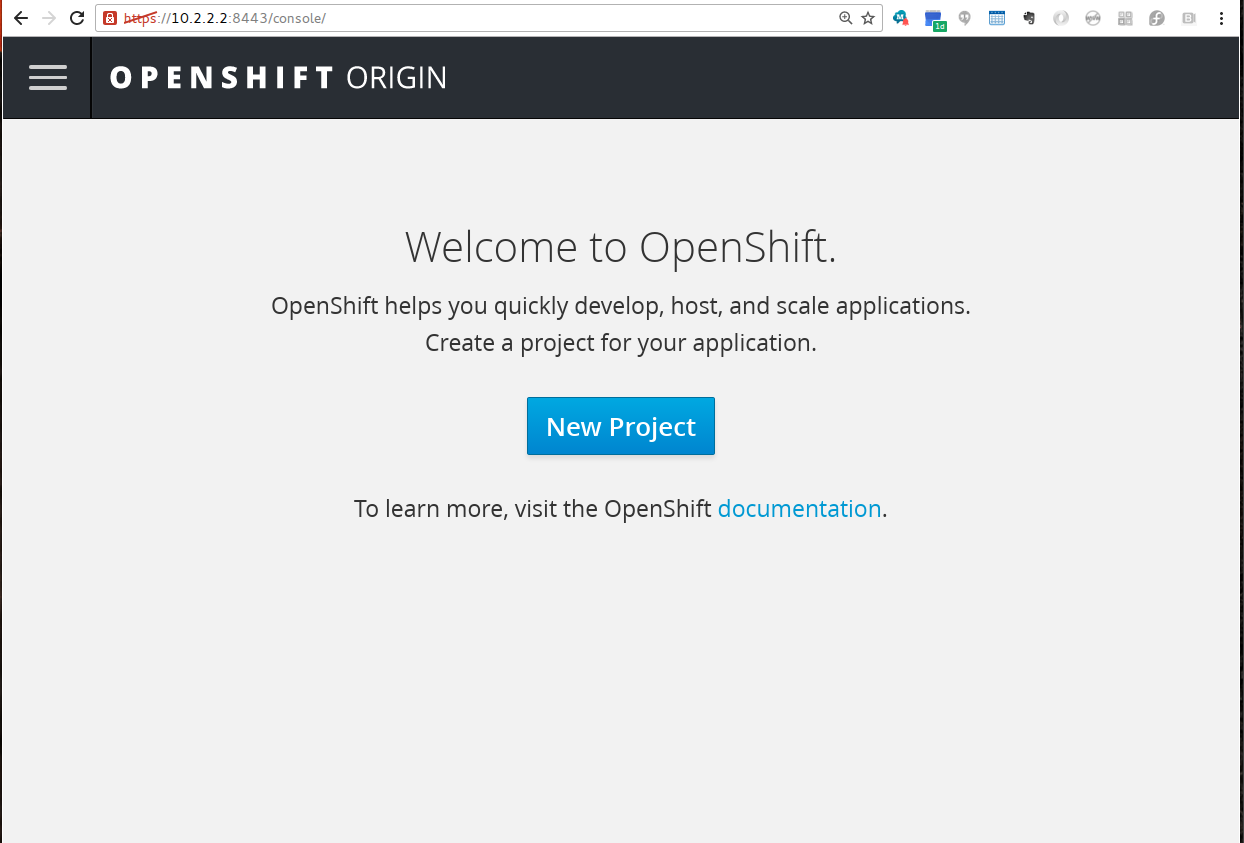 https://10.2.2.2:8443/console/
1d
OPENSHIFT ORIGIN
Welcome to OpenShift.
OpenShift helps you quickly develop, host, and scale applications.
Create a project for your application.
New Project
To learn more, visit the OpenShift documentation.